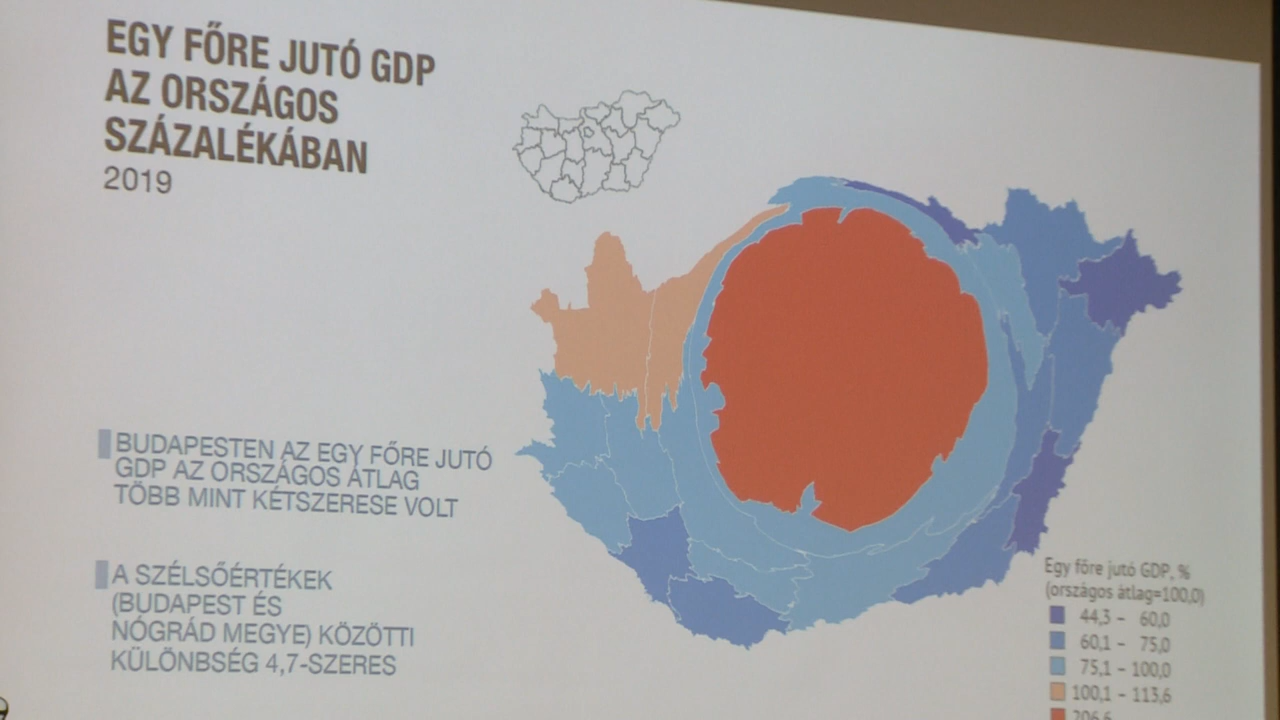 EGY FŐRE JUTÓ GDP
AZ ORSZÁGOS
SZÁZALÉKÁBAN
2019
BUDAPESTEN AZ EGY FŐRE JUTÓ
GDP AZ ORSZÁGOS ÁTLAG
TÖBB MINT KÉTSZERESE VOLT
A SZÉLSŐÉRTÉKEK
(BUDAPEST ÉS
NÓGRÁD MEGYE) KÖZÖTTI
KÜLÖNBSÉG 4,7-SZERES
Egy főre jutó GDP, %
(országos átlag=100,0)
44,3 – 60,0
60,1 – 75,0
75,1 – 100,0
100,1 – 113,6
206,6